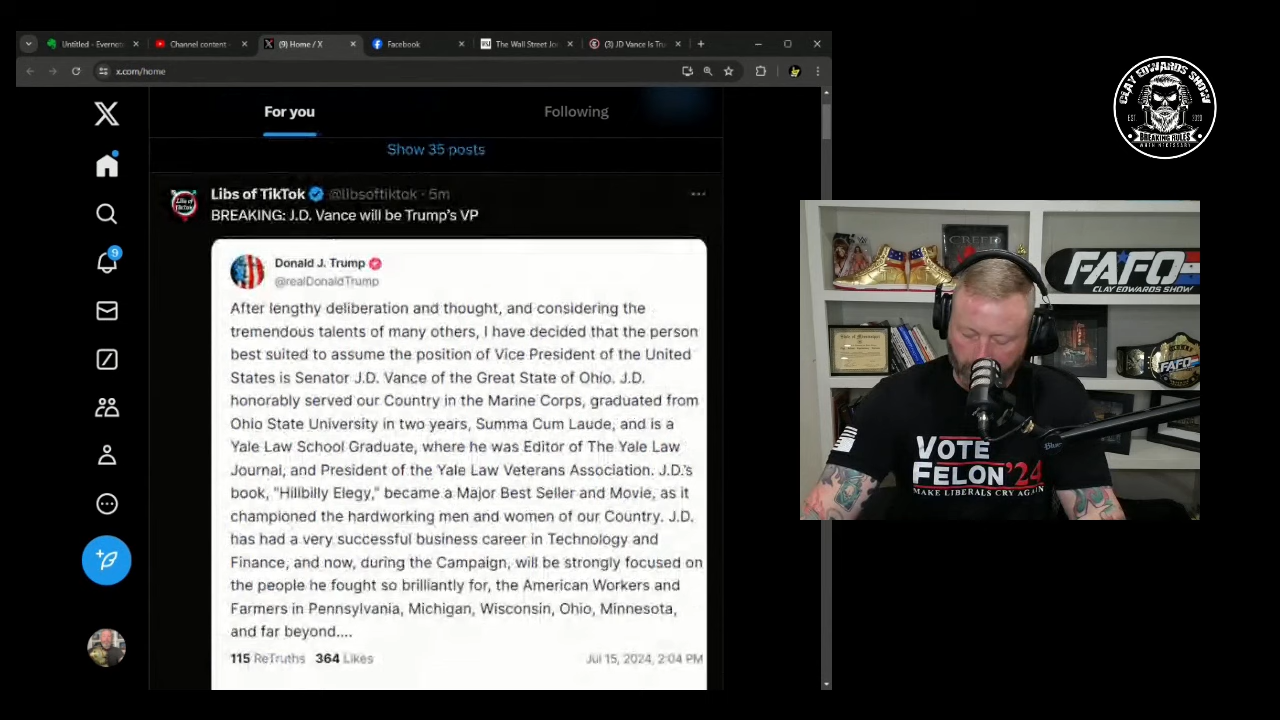 Untitled - Evernot
Channel content -
(9) Home / X
Facebook
The Wall Street Jo
(3) JD Vance Is Tru
x.com/home
For you
Following
Show 35 posts
Libs of TikTok @libsoftiktok · 5m
BREAKING: J.D. Vance will be Trump's VP
Donald J. Trump
@realDonaldTrump
After lengthy deliberation and thought, and considering the
tremendous talents of many others, I have decided that the person
best suited to assume the position of Vice President of the United
States is Senator J.D. Vance of the Great State of Ohio. J.D.
honorably served our Country in the Marine Corps, graduated from
Ohio State University in two years, Summa Cum Laude, and is a
Yale Law School Graduate, where he was Editor of The Yale Law
Journal, and President of the Yale Law Veterans Association. J.D.'s
book, "Hillbilly Elegy," became a Major Best Seller and Movie, as it
championed the hardworking men and women of our Country. J.D.
has had a very successful business career in Technology and
Finance, and now, during the Campaign, will be strongly focused on
the people he fought so brilliantly for, the American Workers and
Farmers in Pennsylvania, Michigan, Wisconsin, Ohio, Minnesota,
and far beyond....
115 ReTruths 364 Likes
Jul 15, 2024, 2:04 PM
9
CLAY EDWARDS SHOW
EST.
BREAKING RULES
WHEN NECESSARY
CREED
FAFO
CLAY EDWARDS SHOW
FAFO
Blue
VOTE
FELON '24
MAKE LIBERALS CRY AGAIN